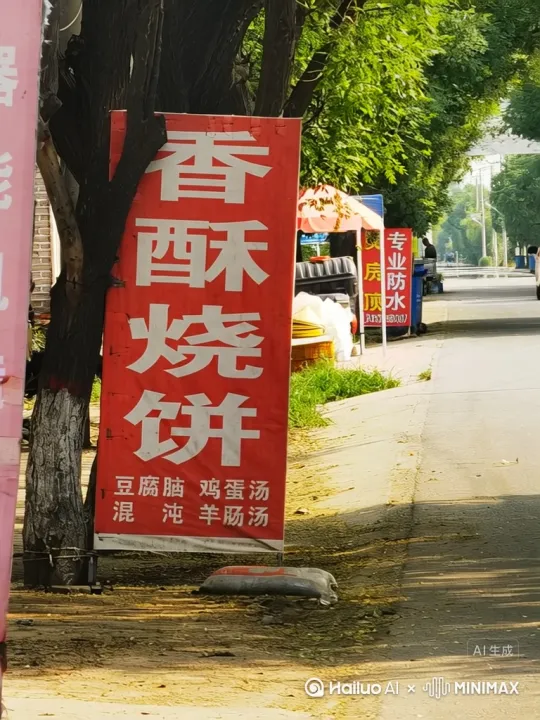 香酥烧饼
豆腐脑 鸡蛋汤
混 沌 羊肠汤
专业防水
房顶
AI生成
Hailuo AI × MINIMAX